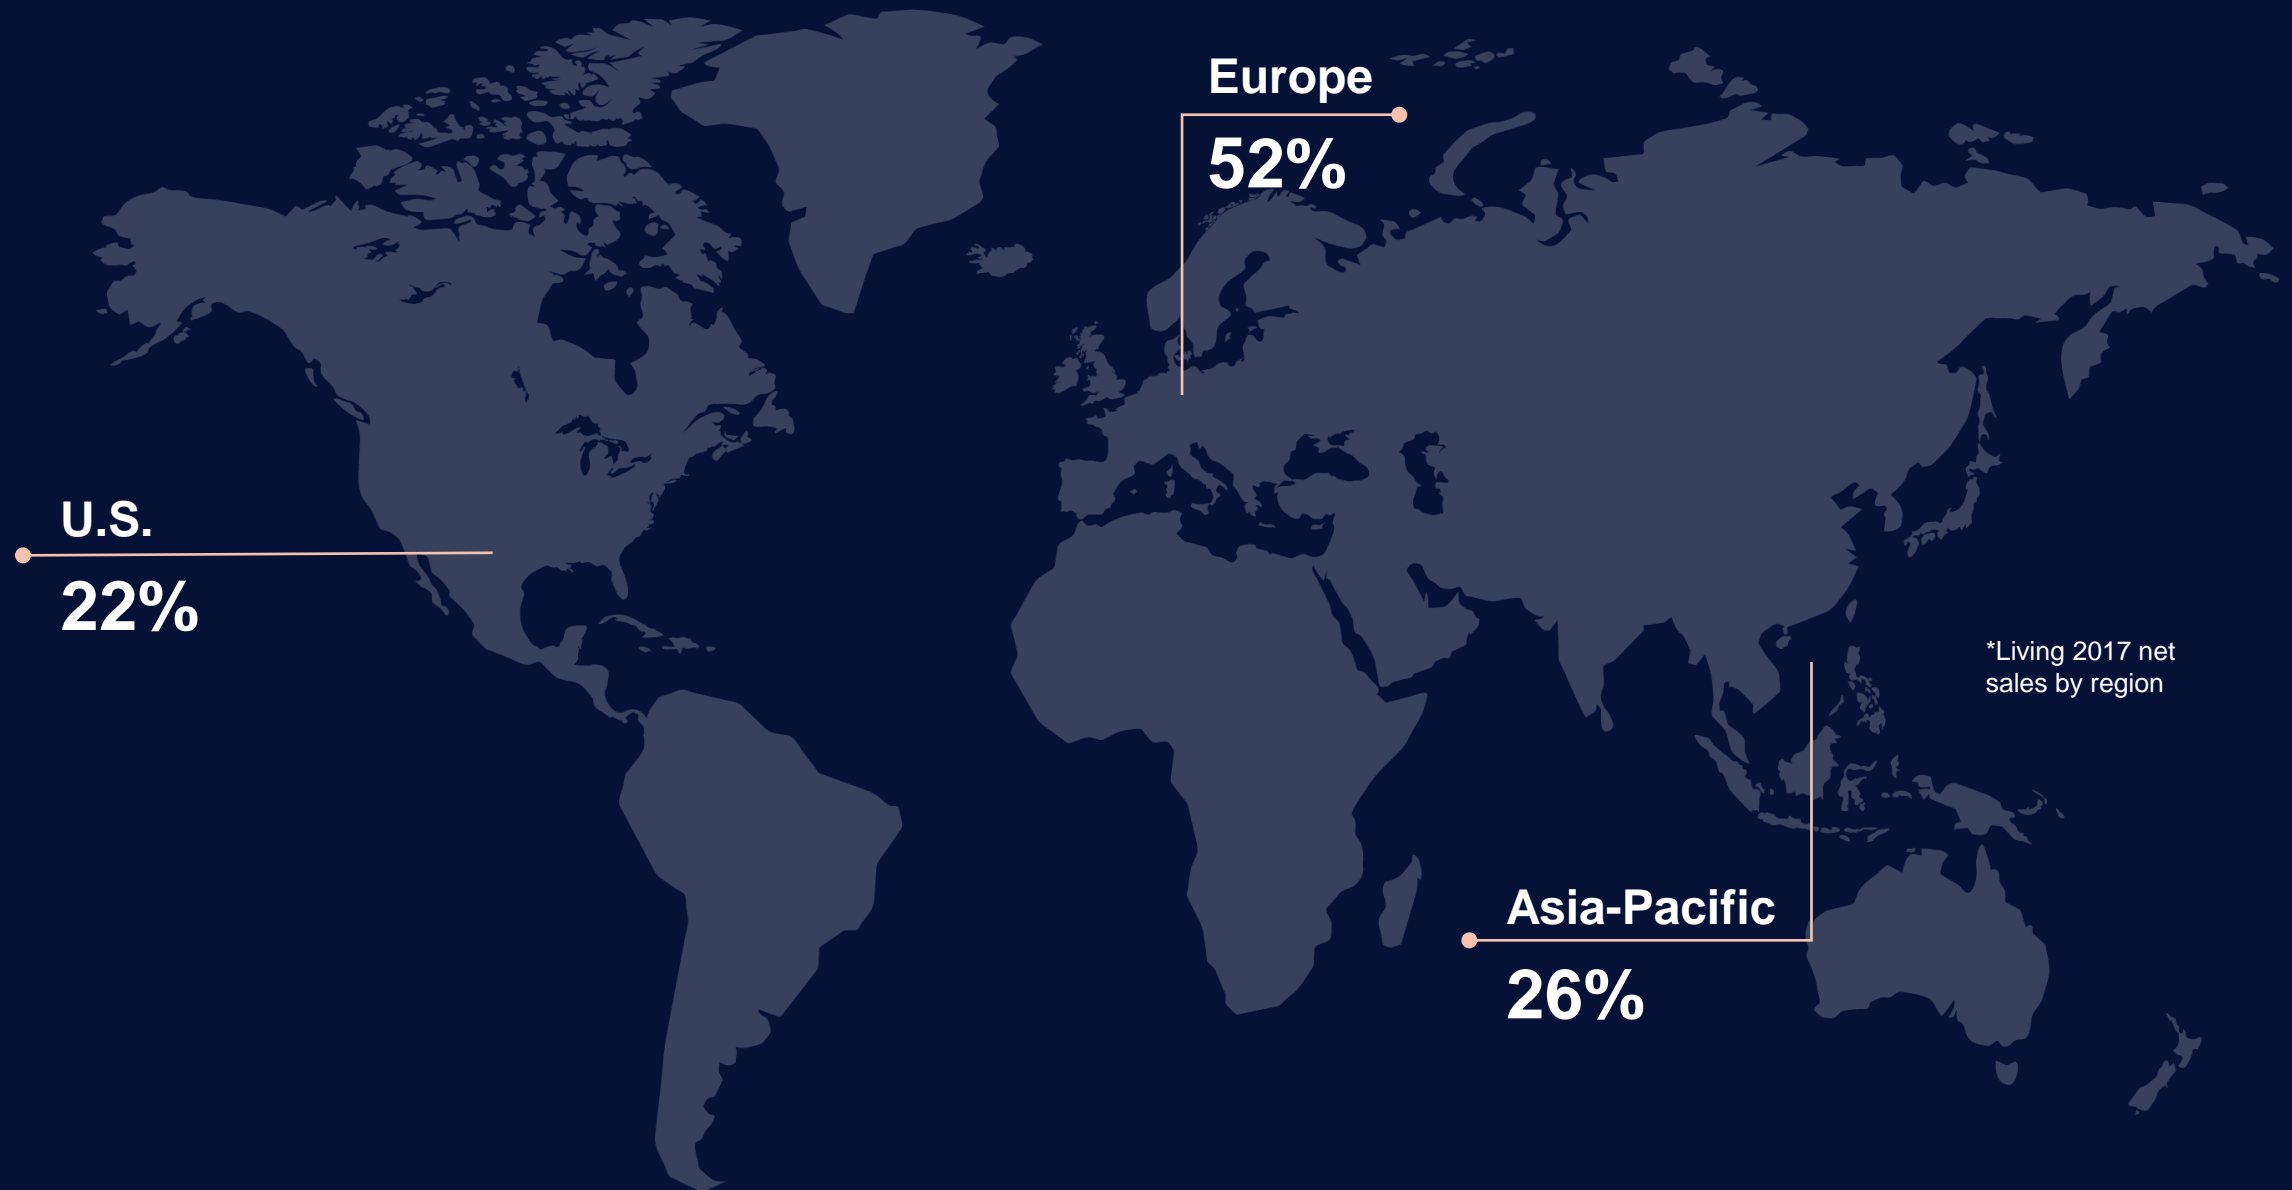 Europe
52%
U.S.
22%
*Living 2017 net
sales by region
Asia-Pacific
26%